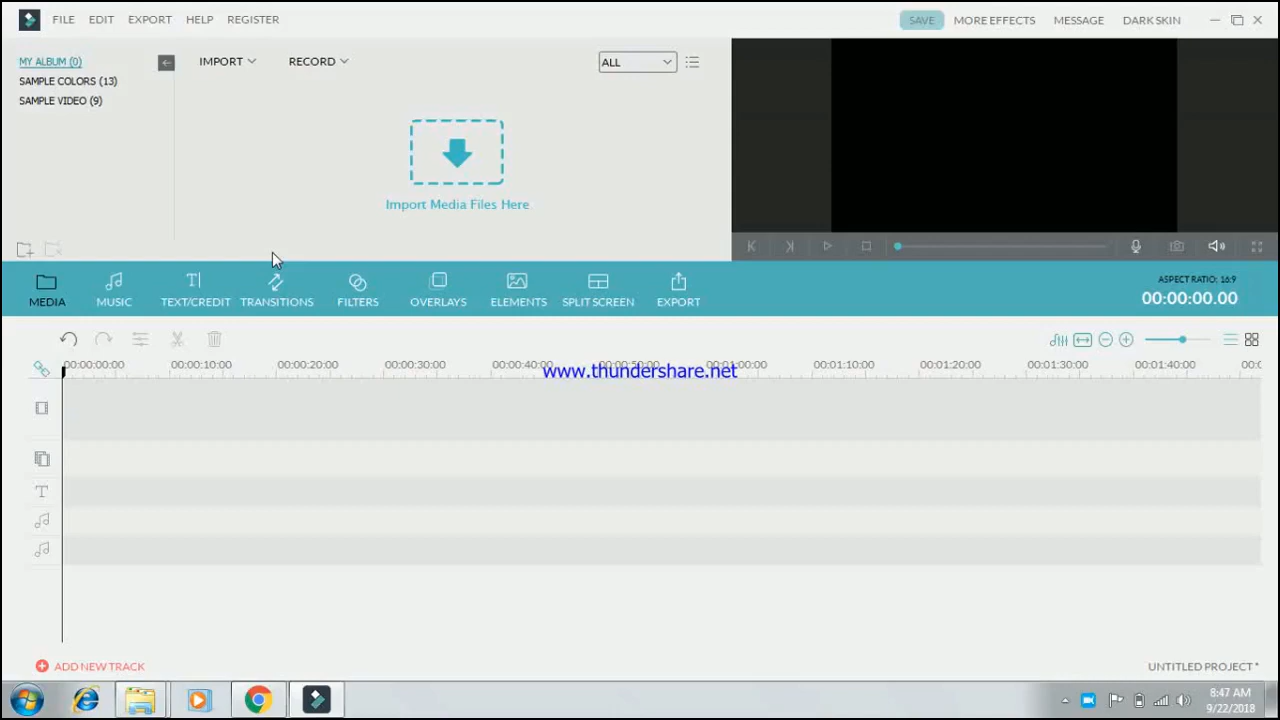 FILE EDIT EXPORT HELP REGISTER SAVE MORE EFFECTS MESSAGE DARK SKIN
MY ALBUM (0) IMPORT RECORD ALL
SAMPLE COLORS (13)
SAMPLE VIDEO (9)
Import Media Files Here
MEDIA MUSIC TEXT/CREDIT TRANSITIONS FILTERS OVERLAYS ELEMENTS SPLIT SCREEN EXPORT
ASPECT RATIO: 16:9
00:00:00.00
00:00:00:00 00:00:10:00 00:00:20:00 00:00:30:00 00:00:40:00 00:00:50:00 00:01:00:00 00:01:10:00 00:01:20:00 00:01:30:00 00:01:40:00
www.thundershare.net
T
ADD NEW TRACK UNTITLED PROJECT *
8:47 AM
9/22/2018